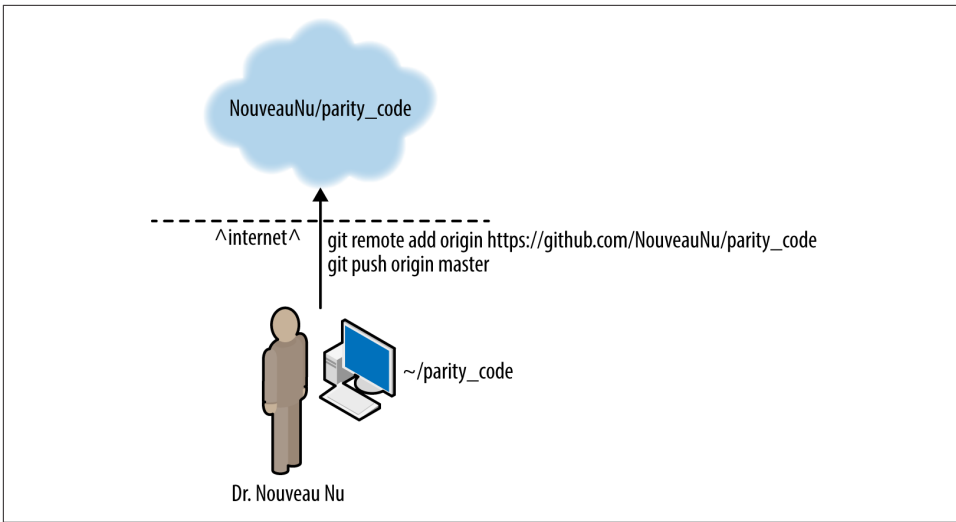 NouveauNu/parity_code
^internet^
git remote add origin https://github.com/NouveauNu/parity_code
git push origin master
~/parity_code
Dr. Nouveau Nu